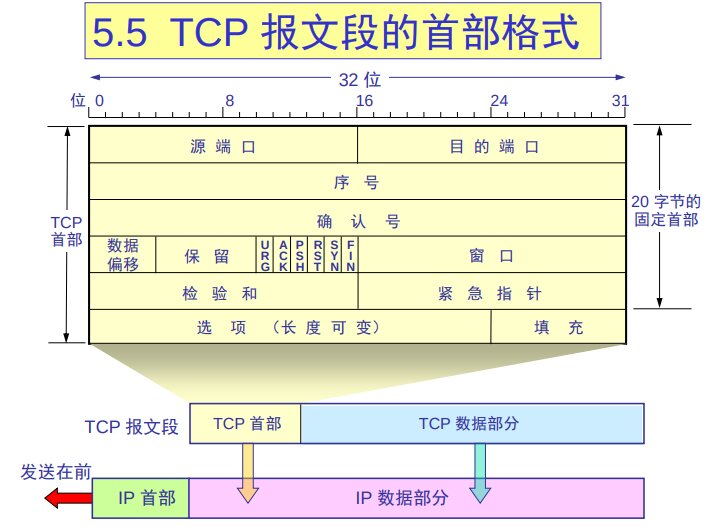 5.5 TCP 报文段的首部格式
32 位
位 0 8 16 24 31
源 端 口 目 的 端 口
序 号
确 认 号
TCP
首部
20 字节的
固定首部
数据
偏移
保 留
URG ACK PSH RST SYN FIN
窗 口
检 验 和 紧 急 指 针
选 项 （长 度 可 变） 填 充
TCP 报文段 TCP 首部 TCP 数据部分
发送在前
IP 首部 IP 数据部分